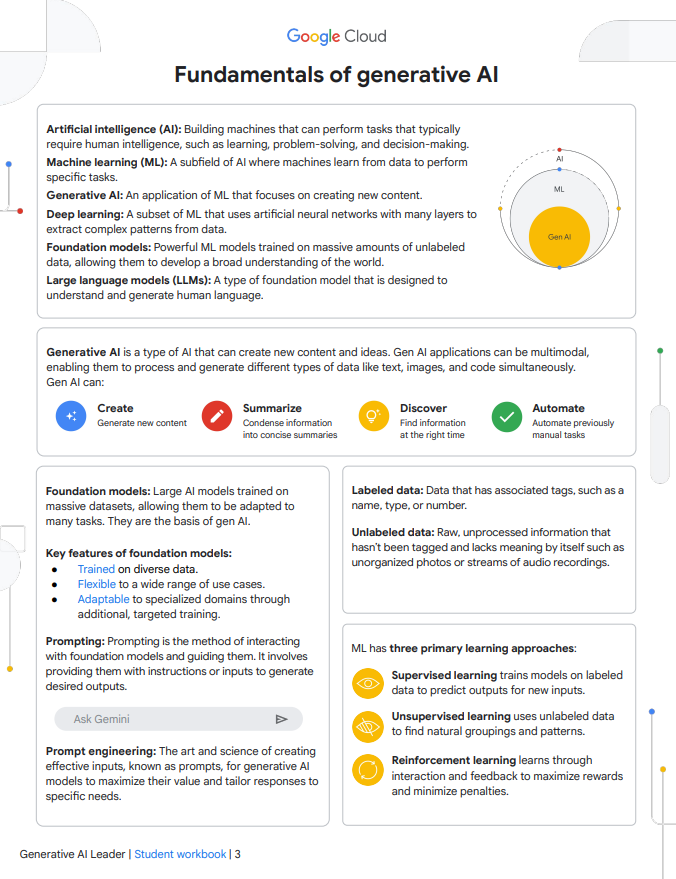 Google Cloud
Fundamentals of generative AI
Artificial intelligence (AI): Building machines that can perform tasks that typically
require human intelligence, such as learning, problem-solving, and decision-making.
Machine learning (ML): A subfield of AI where machines learn from data to perform
specific tasks.
Generative AI: An application of ML that focuses on creating new content.
Deep learning: A subset of ML that uses artificial neural networks with many layers to
extract complex patterns from data.
Foundation models: Powerful ML models trained on massive amounts of unlabeled
data, allowing them to develop a broad understanding of the world.
Large language models (LLMs): A type of foundation model that is designed to
understand and generate human language.
AI
ML
Gen AI
Generative AI is a type of AI that can create new content and ideas. Gen AI applications can be multimodal,
enabling them to process and generate different types of data like text, images, and code simultaneously.
Gen AI can:
Create
Generate new content
Summarize
Condense information
into concise summaries
Discover
Find information
at the right time
Automate
Automate previously
manual tasks
Foundation models: Large AI models trained on
massive datasets, allowing them to be adapted to
many tasks. They are the basis of gen AI.
Key features of foundation models:
● Trained on diverse data.
● Flexible to a wide range of use cases.
● Adaptable to specialized domains through
additional, targeted training.
Prompting: Prompting is the method of interacting
with foundation models and guiding them. It involves
providing them with instructions or inputs to generate
desired outputs.
Ask Gemini
Prompt engineering: The art and science of creating
effective inputs, known as prompts, for generative AI
models to maximize their value and tailor responses to
specific needs.
Labeled data: Data that has associated tags, such as a
name, type, or number.
Unlabeled data: Raw, unprocessed information that
hasn't been tagged and lacks meaning by itself such as
unorganized photos or streams of audio recordings.
ML has three primary learning approaches:
Supervised learning trains models on labeled
data to predict outputs for new inputs.
Unsupervised learning uses unlabeled data
to find natural groupings and patterns.
Reinforcement learning learns through
interaction and feedback to maximize rewards
and minimize penalties.
Generative AI Leader | Student workbook | 3